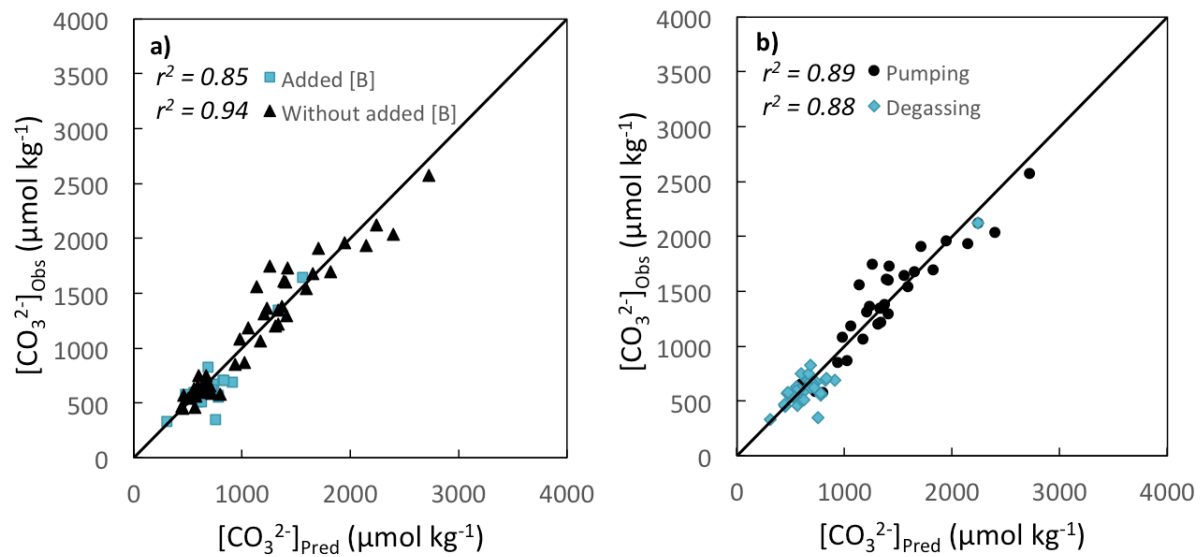 a)
r² = 0.85 Added [B]
r² = 0.94 Without added [B]
4000
3500
3000
2500
2000
1500
1000
500
0
0 1000 2000 3000 4000
[CO₃²⁻]Obs (µmol kg⁻¹)
[CO₃²⁻]Pred (µmol kg⁻¹)
b)
r² = 0.89 Pumping
r² = 0.88 Degassing
4000
3500
3000
2500
2000
1500
1000
500
0
0 1000 2000 3000 4000
[CO₃²⁻]Obs (µmol kg⁻¹)
[CO₃²⁻]Pred (µmol kg⁻¹)